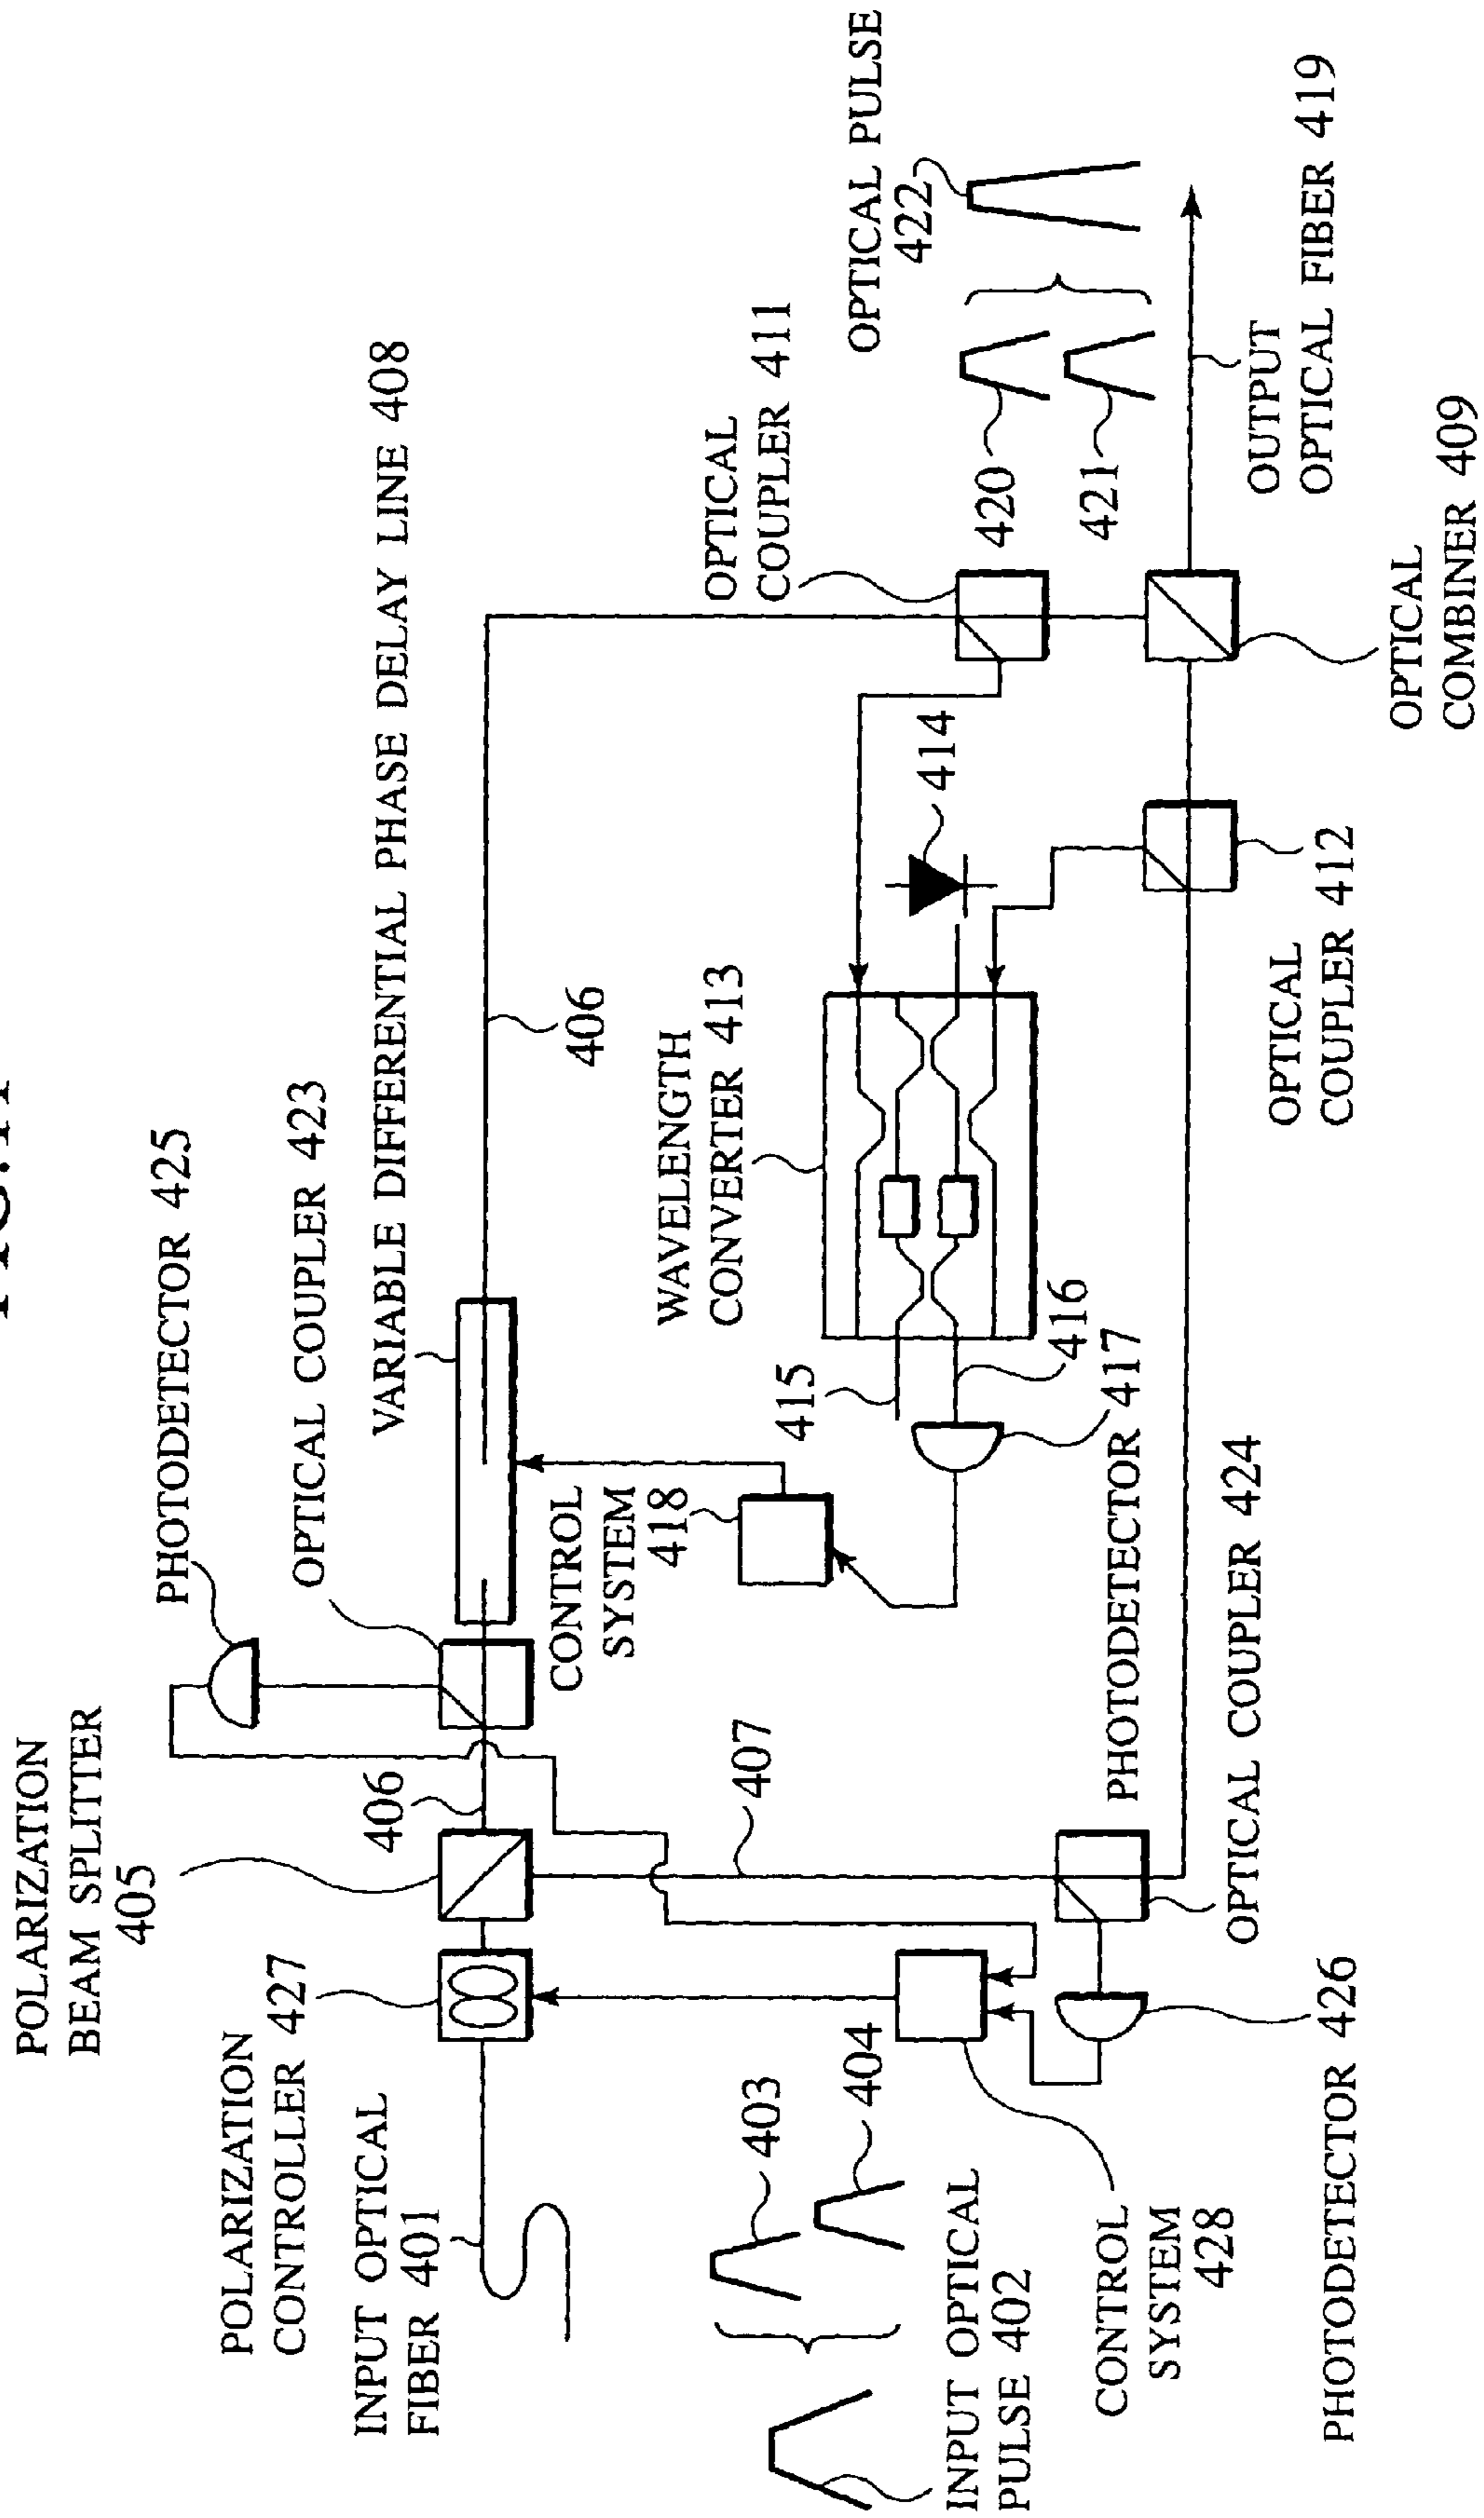 POLARIZATION
BEAM SPLITTER
405
POLARIZATION
CONTROLLER 427
INPUT OPTICAL
FIBER 401
PHOTODETECTOR 425
OPTICAL COUPLER 423
VARIABLE DIFFERENTIAL PHASE DELAY LINE 408
406
406
CONTROL
SYSTEM
418
WAVELENGTH
CONVERTER 413
OPTICAL
COUPLER 411
OPTICAL PULSE
422
403
404
407
415
416
414
420
421
INPUT OPTICAL
PULSE 402
CONTROL
SYSTEM
428
PHOTODETECTOR 417
OPTICAL COUPLER 424
OPTICAL
COUPLER 412
OUTPUT
OPTICAL FIBER 419
PHOTODETECTOR 426
OPTICAL
COMBINER 409